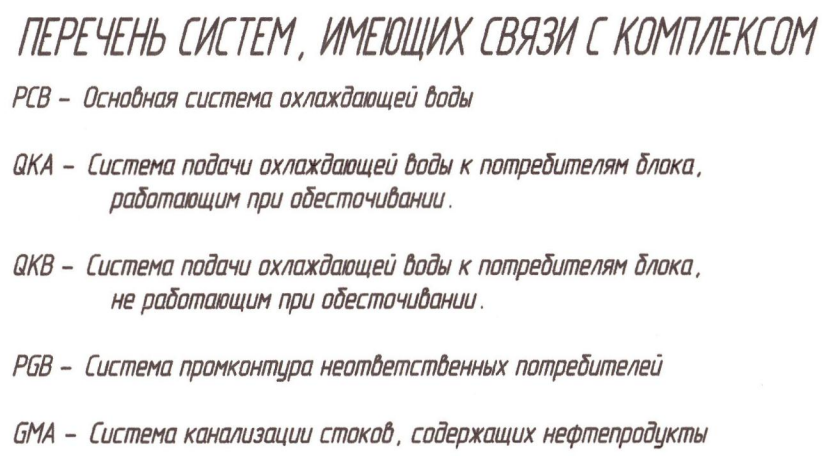 ПЕРЕЧЕНЬ СИСТЕМ, ИМЕЮЩИХ СВЯЗИ С КОМПЛЕКСОМ
PCB – Основная система охлаждающей воды
QKA – Система подачи охлаждающей воды к потребителям блока,
работающим при обесточивании.
QKB – Система подачи охлаждающей воды к потребителям блока,
не работающим при обесточивании.
PGB – Система промконтура неответственных потребителей
GMA – Система канализации стоков, содержащих нефтепродукты